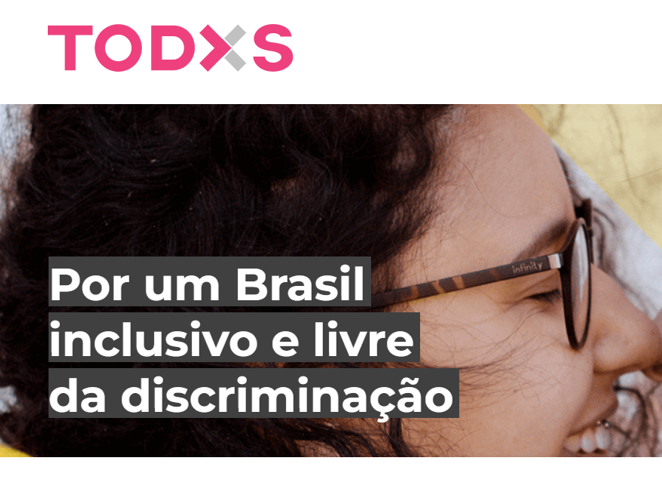 TODXS
infinity
Por um Brasil
inclusivo e livre
da discriminação